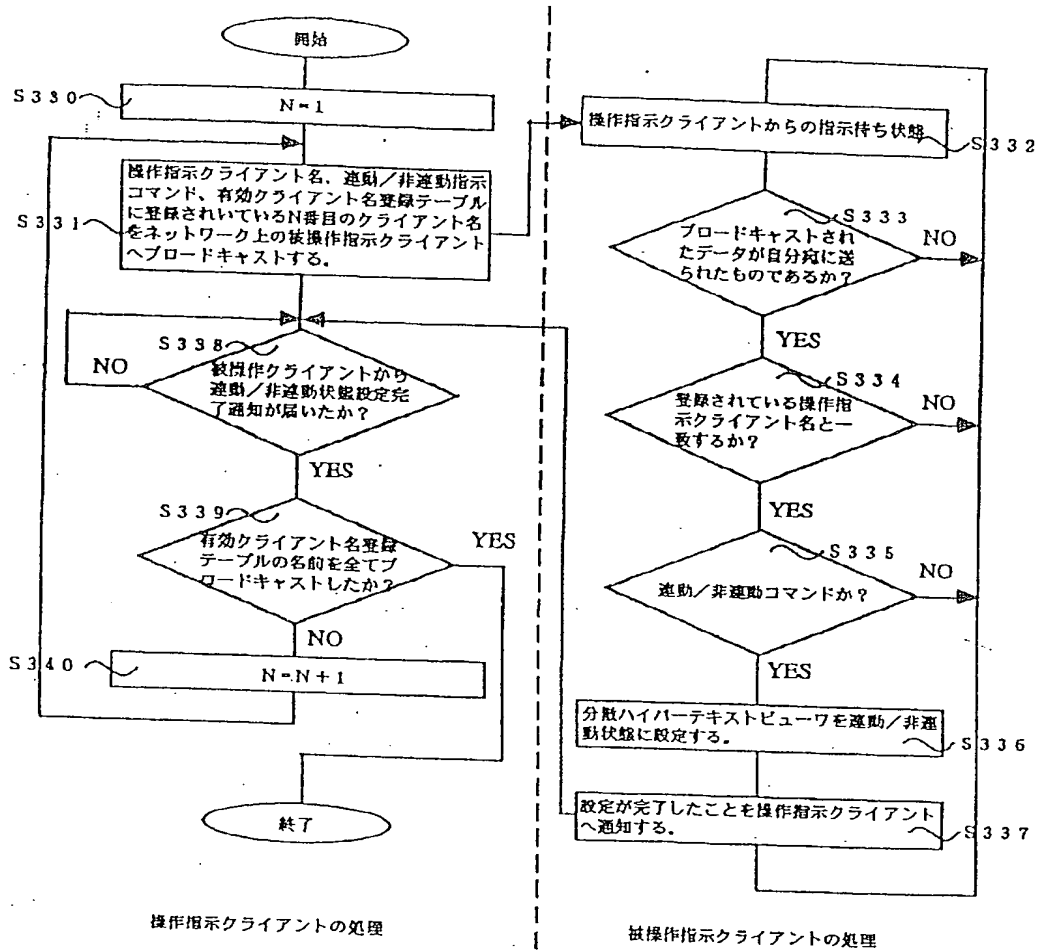 開始
S330
N=1
S331
操作指示クライアント名、連動／非連動指示
コマンド、有効クライアント名登録テーブル
に登録されいているN番目のクライアント名
をネットワーク上の被操作指示クライアント
へブロードキャストする。
S338
被操作クライアントから
連動／非連動状態設定完
了通知が届いたか？
NO
YES
S339
有効クライアント名登録
テーブルの名前を全てブ
ロードキャストしたか？
YES
NO
S340
N=N+1
終了
操作指示クライアントの処理
操作指示クライアントからの指示待ち状態
S332
S333
ブロードキャストされ
たデータが自分宛に送
られたものであるか？
NO
YES
S334
登録されている操作指
示クライアント名と一
致するか？
NO
YES
S335
連動／非連動コマンドか？
NO
YES
分散ハイパーテキストビューワを連動／非連
動状態に設定する。
S336
設定が完了したことを操作指示クライアント
へ通知する。
S337
被操作指示クライアントの処理